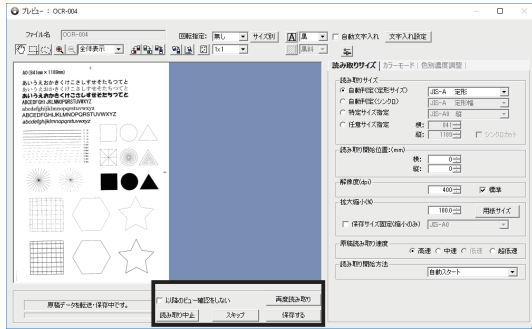 プレビュー： OCR-004
ファイル名 OCR-004
回転指定： 無し サイズ別 A 黒 自動文字入れ 文字入れ設定
全体表示 1x1 黒斜
読み取りサイズ カラーモード 色別濃度調整
A0 (841mm × 1189mm)
あいうえおかきくけこさしすせそたちつてと
あいうえおかきくけこさしすせそたちつてと
あいうえおかきくけこさしすせそたちつてと
ABCDEFGHIJKLMNOPQRSTUVWXYZ
abcdefghijklmnopqrstuvwxyz
ABCDEFGHIJKLMNOPQRSTUVWXYZ
abcdefghijklmnopqrstuvwxyz
読み取りサイズ
自動判定(定形サイズ) JIS-A 定形
自動判定(シンクロ) JIS-A 定形幅
特定サイズ指定 JIS-A0 縦
任意サイズ指定 横： 841
縦： 1189 シンクロカット
読み取り開始位置：(mm)
横： 0
縦： 0
解像度(dpi)
400 標準
拡大縮小(%)
100.0 用紙サイズ
保存サイズ固定(縮小のみ) JIS-A0
原稿読み取り速度
高速 中速 低速 超低速
読み取り開始方法
自動スタート
原稿データを転送・保存中です。
以降のビュー確認をしない 再度読み取り
読み取り中止 スキップ 保存する